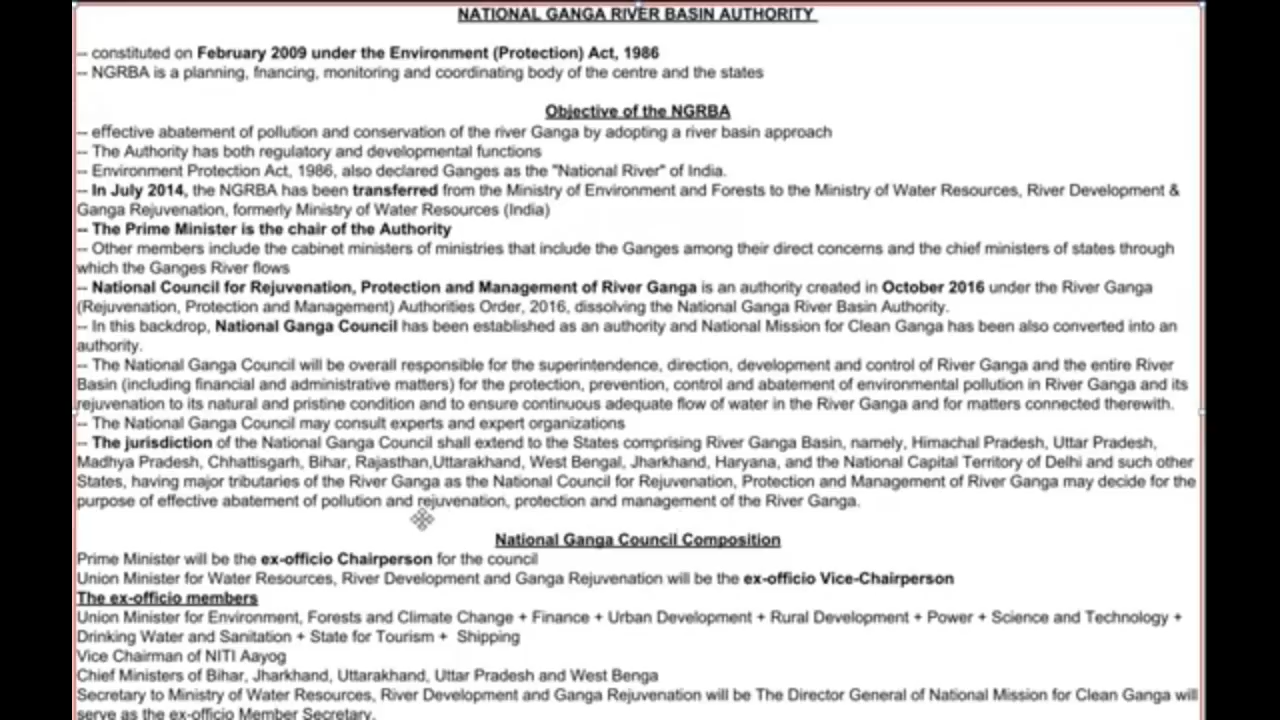 NATIONAL GANGA RIVER BASIN AUTHORITY
-- constituted on February 2009 under the Environment (Protection) Act, 1986
-- NGRBA is a planning, financing, monitoring and coordinating body of the centre and the states
Objective of the NGRBA
-- effective abatement of pollution and conservation of the river Ganga by adopting a river basin approach
-- The Authority has both regulatory and developmental functions
-- Environment Protection Act, 1986, also declared Ganges as the "National River" of India.
-- In July 2014, the NGRBA has been transferred from the Ministry of Environment and Forests to the Ministry of Water Resources, River Development &
Ganga Rejuvenation, formerly Ministry of Water Resources (India)
-- The Prime Minister is the chair of the Authority
-- Other members include the cabinet ministers of ministries that include the Ganges among their direct concerns and the chief ministers of states through
which the Ganges River flows
-- National Council for Rejuvenation, Protection and Management of River Ganga is an authority created in October 2016 under the River Ganga
(Rejuvenation, Protection and Management) Authorities Order, 2016, dissolving the National Ganga River Basin Authority.
-- In this backdrop, National Ganga Council has been established as an authority and National Mission for Clean Ganga has been also converted into an
authority.
-- The National Ganga Council will be overall responsible for the superintendence, direction, development and control of River Ganga and the entire River
Basin (including financial and administrative matters) for the protection, prevention, control and abatement of environmental pollution in River Ganga and its
rejuvenation to its natural and pristine condition and to ensure continuous adequate flow of water in the River Ganga and for matters connected therewith.
-- The National Ganga Council may consult experts and expert organizations
-- The jurisdiction of the National Ganga Council shall extend to the States comprising River Ganga Basin, namely, Himachal Pradesh, Uttar Pradesh,
Madhya Pradesh, Chhattisgarh, Bihar, Rajasthan,Uttarakhand, West Bengal, Jharkhand, Haryana, and the National Capital Territory of Delhi and such other
States, having major tributaries of the River Ganga as the National Council for Rejuvenation, Protection and Management of River Ganga may decide for the
purpose of effective abatement of pollution and rejuvenation, protection and management of the River Ganga.
National Ganga Council Composition
Prime Minister will be the ex-officio Chairperson for the council
Union Minister for Water Resources, River Development and Ganga Rejuvenation will be the ex-officio Vice-Chairperson
The ex-officio members
Union Minister for Environment, Forests and Climate Change + Finance + Urban Development + Rural Development + Power + Science and Technology +
Drinking Water and Sanitation + State for Tourism + Shipping
Vice Chairman of NITI Aayog
Chief Ministers of Bihar, Jharkhand, Uttarakhand, Uttar Pradesh and West Benga
Secretary to Ministry of Water Resources, River Development and Ganga Rejuvenation will be The Director General of National Mission for Clean Ganga will
serve as the ex-officio Member Secretary.